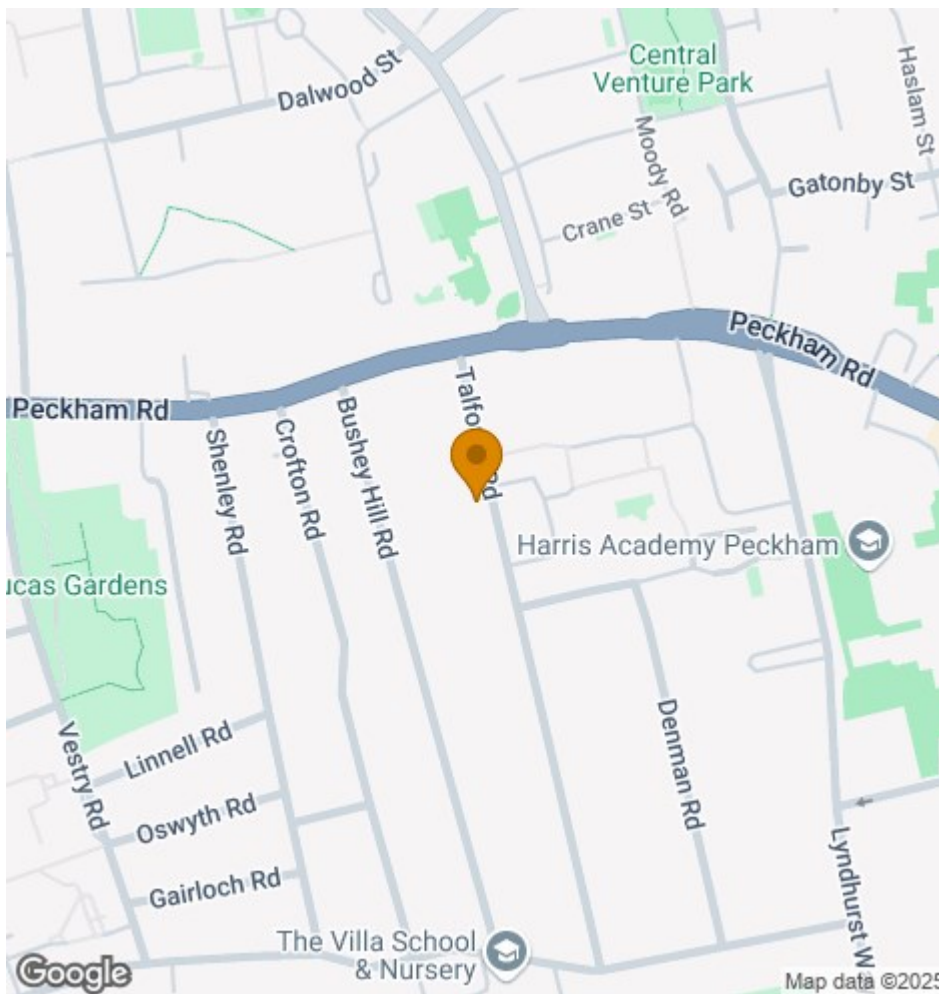 Central
Venture Park
Dalwood St
Haslam St
Moody Rd
Gatonby St
Crane St
Peckham Rd
Peckham Rd
Talfo
Rd
Shenley Rd
Crofton Rd
Bushey Hill Rd
Harris Academy Peckham
ucas Gardens
Vestry Rd
Linnell Rd
Denman Rd
Oswyth Rd
Lyndhurst W
Gairloch Rd
The Villa School
& Nursery
Google
Map data ©2025